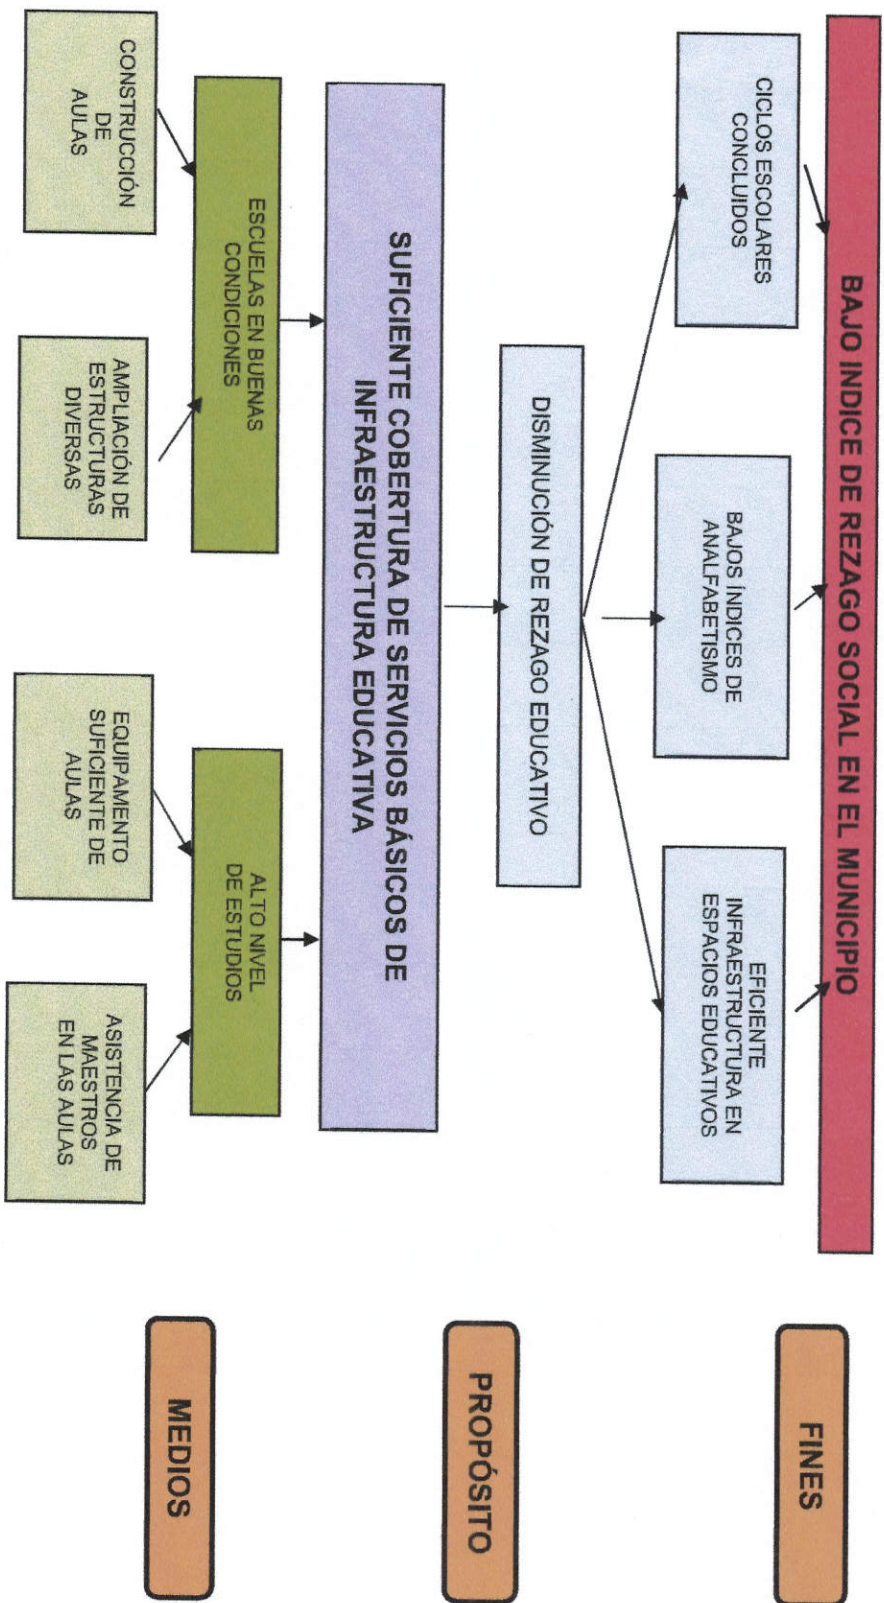 BAJO INDICE DE REZAGO SOCIAL EN EL MUNICIPIO
FINES
CICLOS ESCOLARES
CONCLUIDOS
BAJOS ÍNDICES DE
ANALFABETISMO
EFICIENTE
INFRAESTRUCTURA EN
ESPACIOS EDUCATIVOS
DISMINUCIÓN DE REZAGO EDUCATIVO
SUFICIENTE COBERTURA DE SERVICIOS BÁSICOS DE
INFRAESTRUCTURA EDUCATIVA
PROPÓSITO
ESCUELAS EN BUENAS
CONDICIONES
ALTO NIVEL
DE ESTUDIOS
MEDIOS
CONSTRUCCIÓN
DE
AULAS
AMPLIACIÓN DE
ESTRUCTURAS
DIVERSAS
EQUIPAMENTO
SUFICIENTE DE
AULAS
ASISTENCIA DE
MAESTROS
EN LAS AULAS